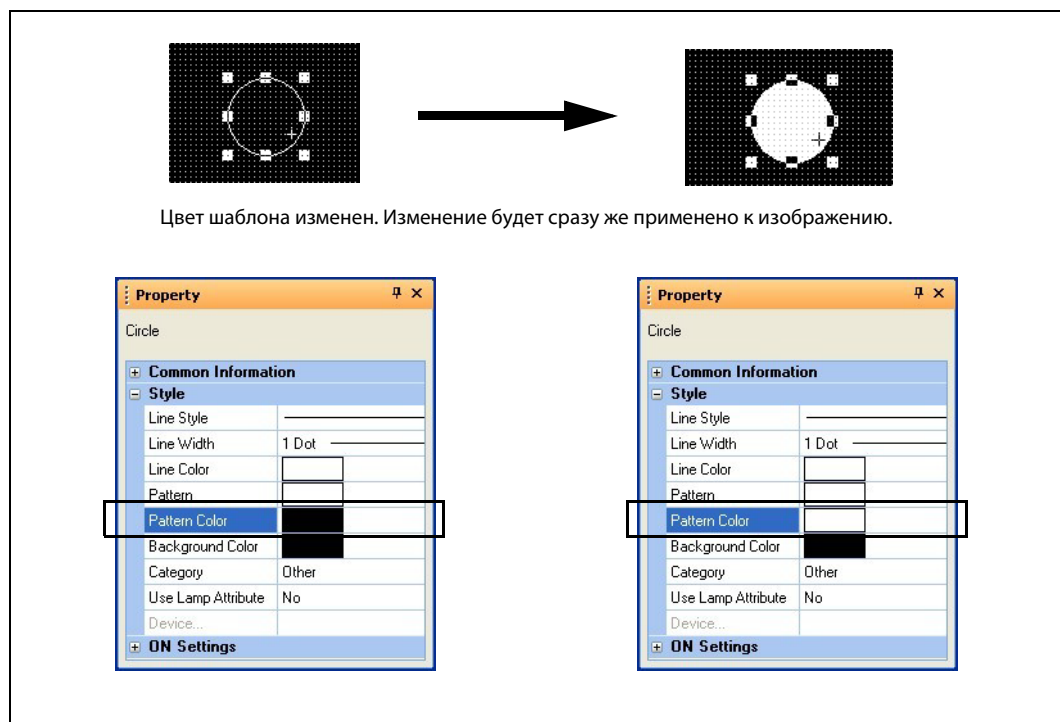 Цвет шаблона изменен. Изменение будет сразу же применено к изображению.
Property
Circle
Common Information
Style
Line Style
Line Width 1 Dot
Line Color
Pattern
Pattern Color
Background Color
Category Other
Use Lamp Attribute No
Device...
ON Settings
Property
Circle
Common Information
Style
Line Style
Line Width 1 Dot
Line Color
Pattern
Pattern Color
Background Color
Category Other
Use Lamp Attribute No
Device...
ON Settings